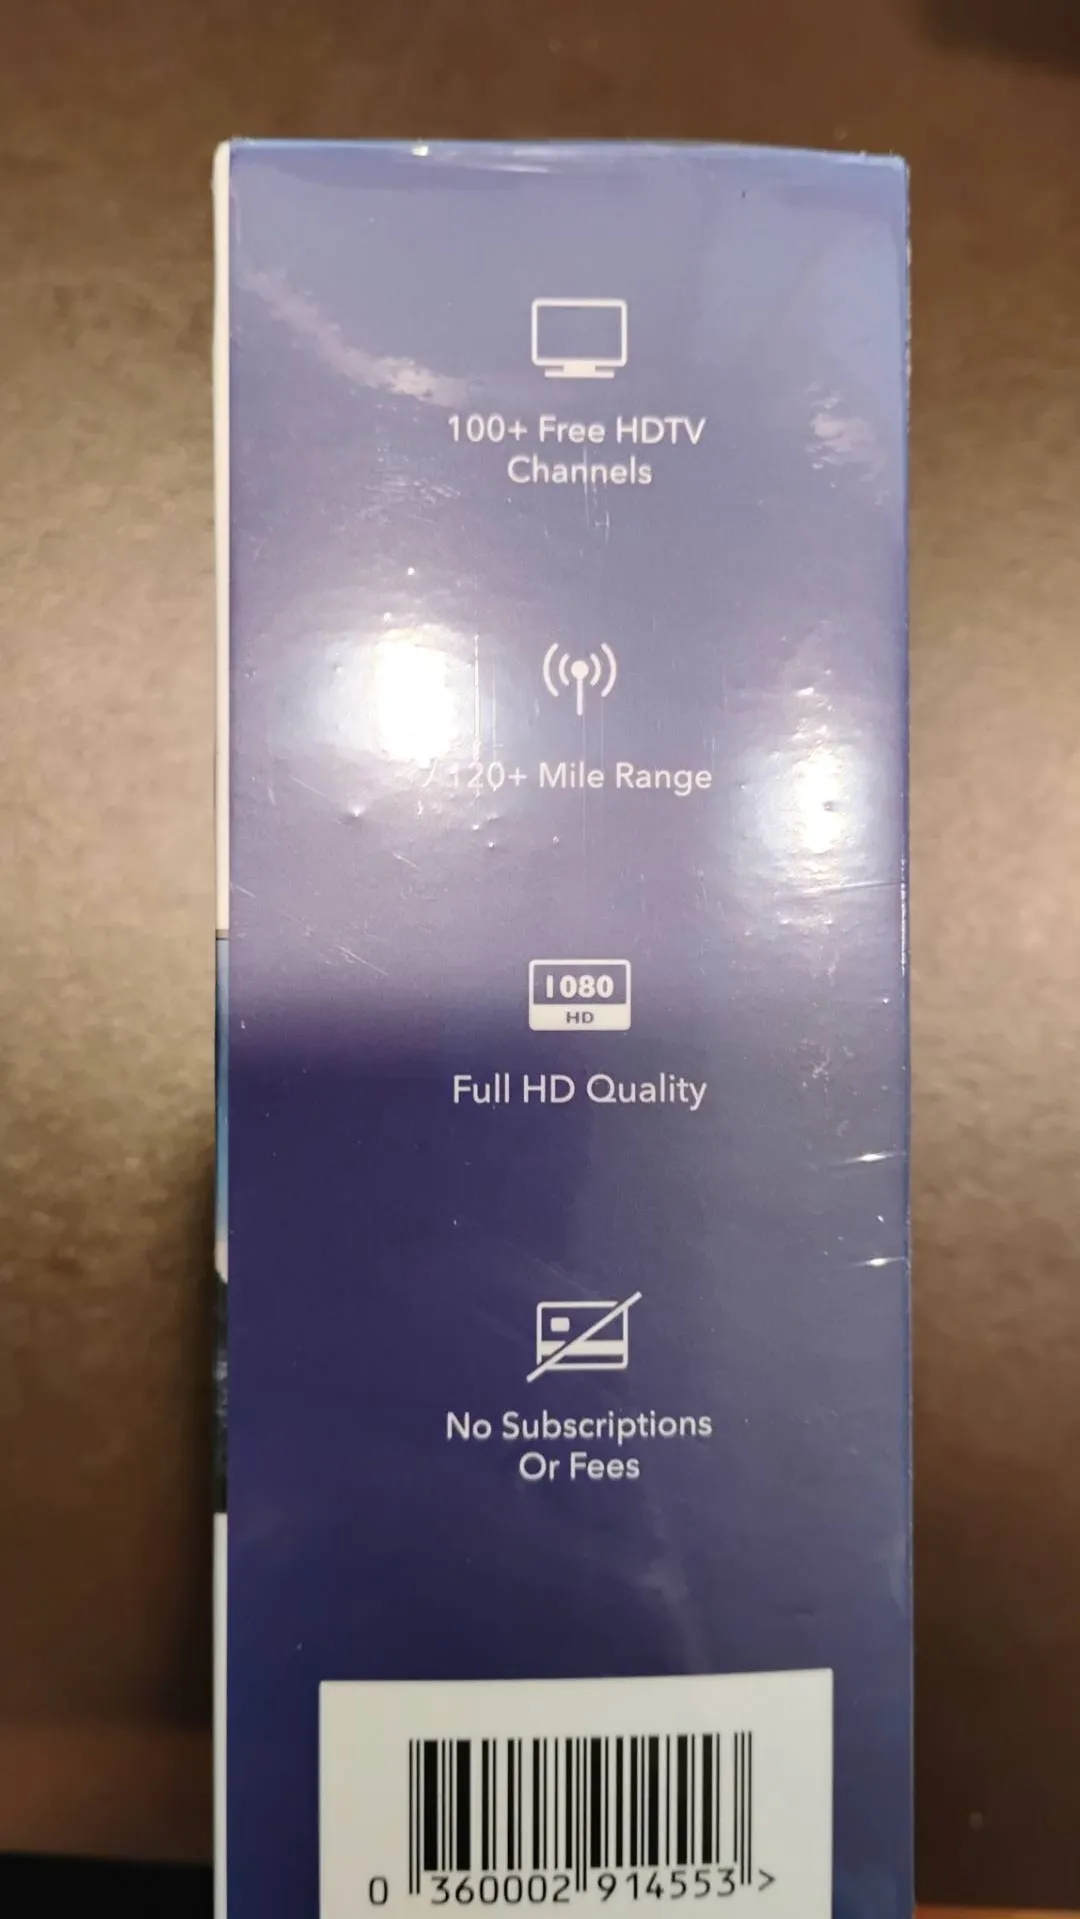 100+ Free HDTV
Channels
120+ Mile Range
1080
HD
Full HD Quality
No Subscriptions
Or Fees
0 360002 914553 >